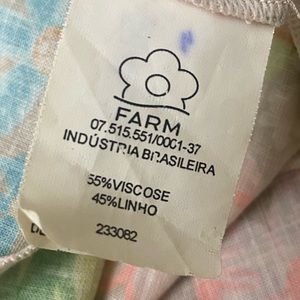 FARM
07.515.551/0001-37
INDÚSTRIA BRASILEIRA
55%VISCOSE
45%LINHO
233082